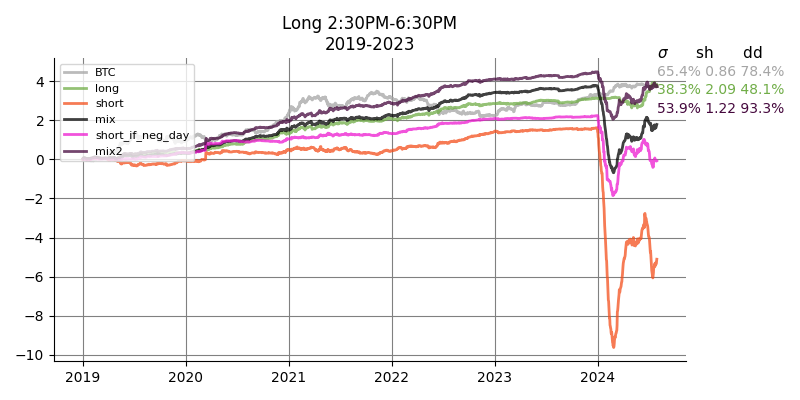 Long 2:30PM-6:30PM
2019-2023
σ sh dd
65.4% 0.86 78.4%
38.3% 2.09 48.1%
53.9% 1.22 93.3%
BTC
long
short
mix
short_if_neg_day
mix2
4
2
0
−2
−4
−6
−8
−10
2019 2020 2021 2022 2023 2024